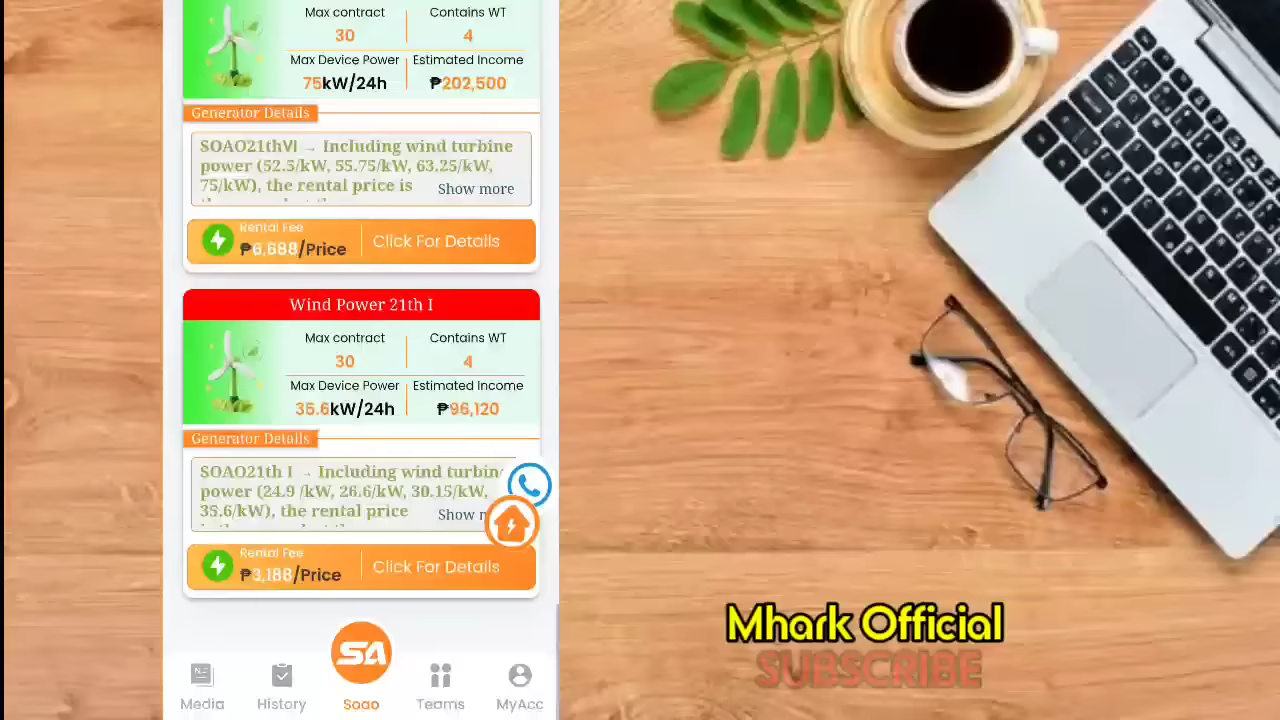 Max contract
Contains WT
30
4
Max Device Power
Estimated Income
75kW/24h
₱202,500
Generator Details
SOAO21thⅥ → Including wind turbine
power (52.5/kW, 55.75/kW, 63.25/kW,
75/kW), the rental price is
Show more
Rental Fee
₱6,688/Price
Click For Details
Wind Power 21th I
Max contract
Contains WT
30
4
Max Device Power
Estimated Income
35.6kW/24h
₱96,120
Generator Details
SOAO21th I → Including wind turbin
power (24.9 /kW, 26.6/kW, 30.15/kW,
35.6/kW), the rental price
Show
Rental Fee
₱3,188/Price
Click For Details
SA
Media
History
Soao
Teams
MyAcc
Mhark Official
SUBSCRIBE